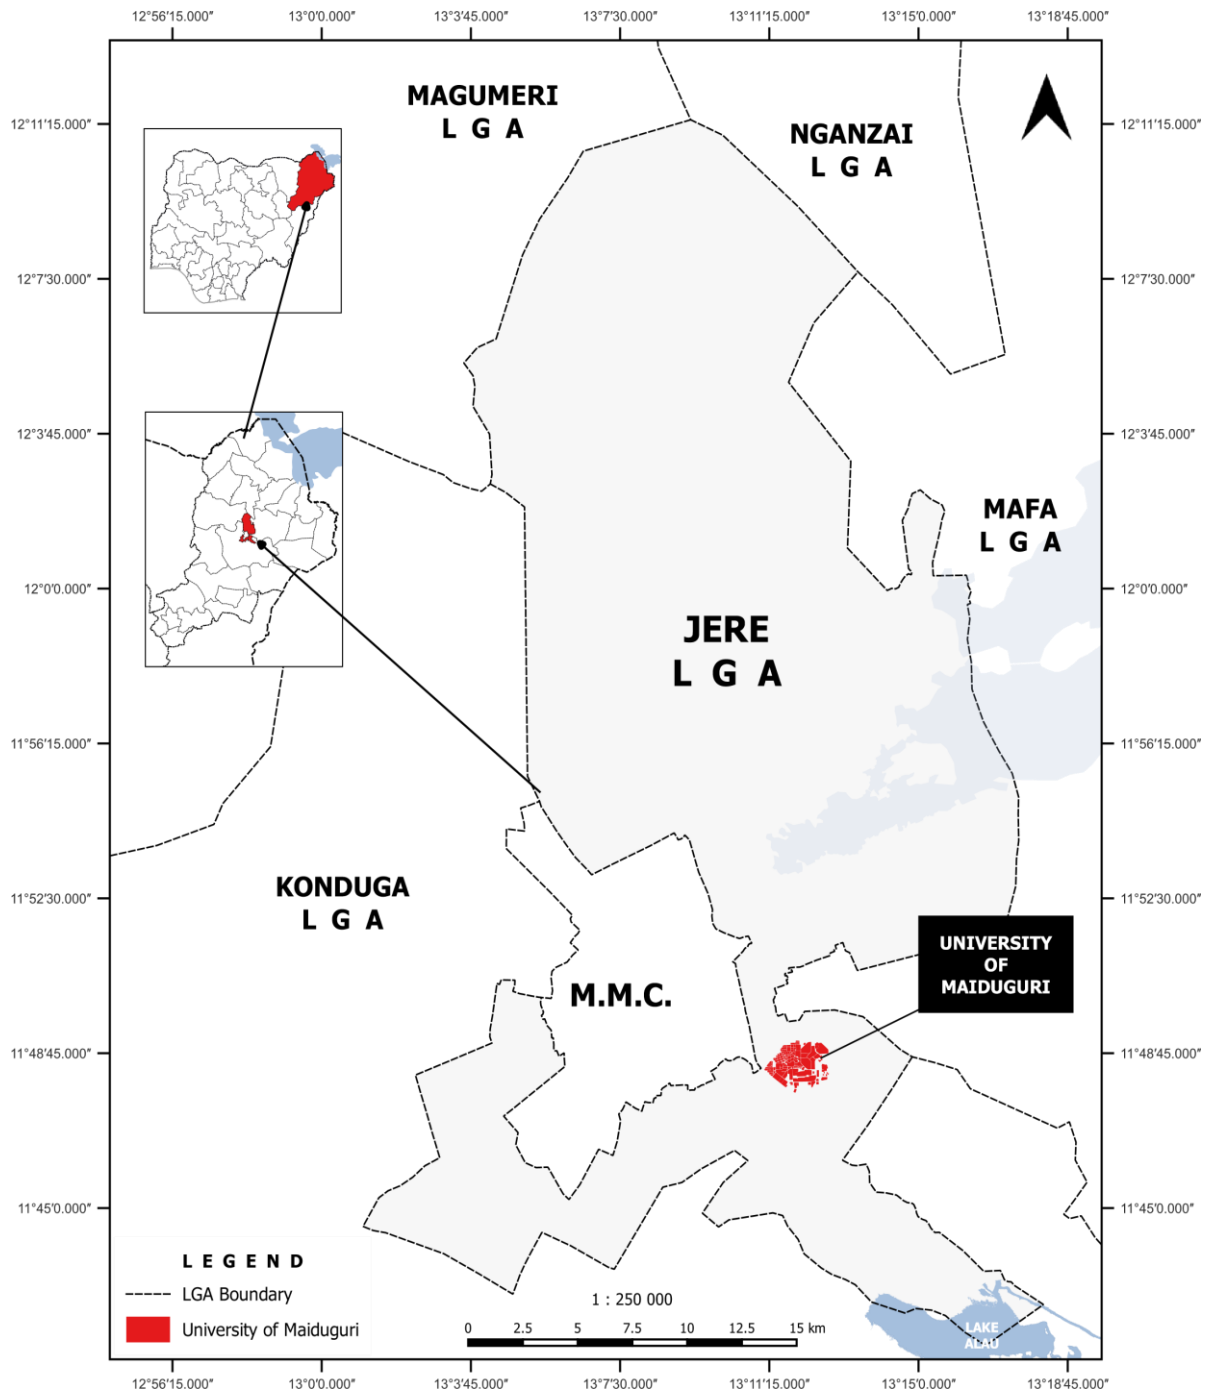 12°56'15.000" 13°0'0.000" 13°3'45.000" 13°7'30.000" 13°11'15.000" 13°15'0.000" 13°18'45.000"
MAGUMERI
L G A
NGANZAI
L G A
12°11'15.000" 12°11'15.000"
12°7'30.000" 12°7'30.000"
12°3'45.000" 12°3'45.000"
MAFA
L G A
12°0'0.000" 12°0'0.000"
JERE
L G A
11°56'15.000" 11°56'15.000"
KONDUGA
L G A
11°52'30.000" 11°52'30.000"
UNIVERSITY
OF
MAIDUGURI
M.M.C.
11°48'45.000" 11°48'45.000"
11°45'0.000" 11°45'0.000"
L E G E N D
LGA Boundary
University of Maiduguri
1 : 250 000
0 2.5 5 7.5 10 12.5 15 km
LAKE
ALAU
12°56'15.000" 13°0'0.000" 13°3'45.000" 13°7'30.000" 13°11'15.000" 13°15'0.000" 13°18'45.000"